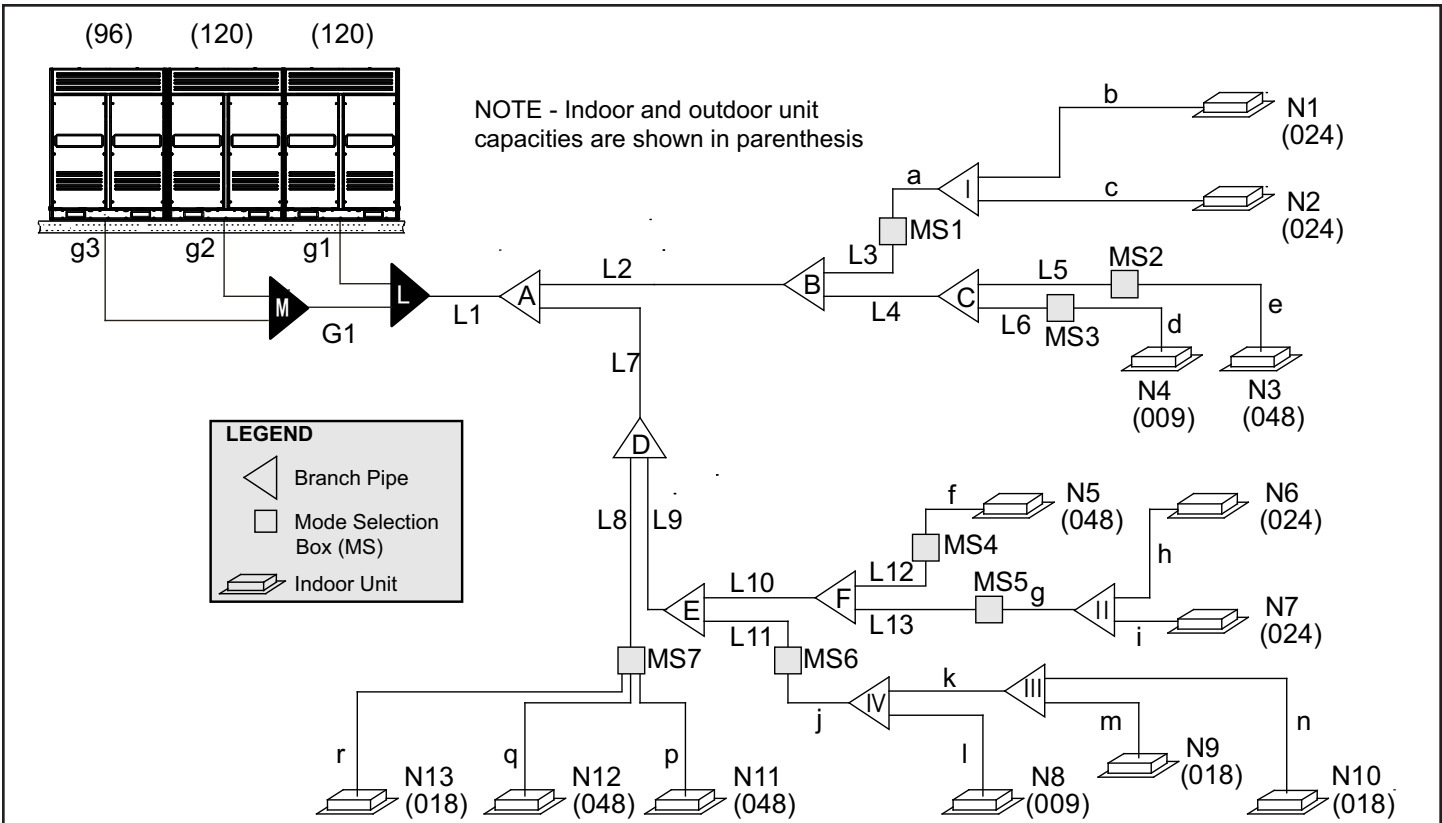 (96) (120) (120)
NOTE - Indoor and outdoor unit
capacities are shown in parenthesis
g3 g2 g1
M
G1
L
L1
A
L2
B
L3
MS1
a
I
b
N1
(024)
c
N2
(024)
L4
C
L5
MS2
e
L6
MS3
d
N4
(009)
N3
(048)
L7
D
L8
L9
LEGEND
Branch Pipe
Mode Selection
Box (MS)
Indoor Unit
E
L10
F
L12
MS4
f
N5
(048)
L13
MS5
g
II
h
N6
(024)
i
N7
(024)
L11
MS6
j
IV
k
III
l
N8
(009)
m
N9
(018)
n
N10
(018)
MS7
r
N13
(018)
q
N12
(048)
p
N11
(048)